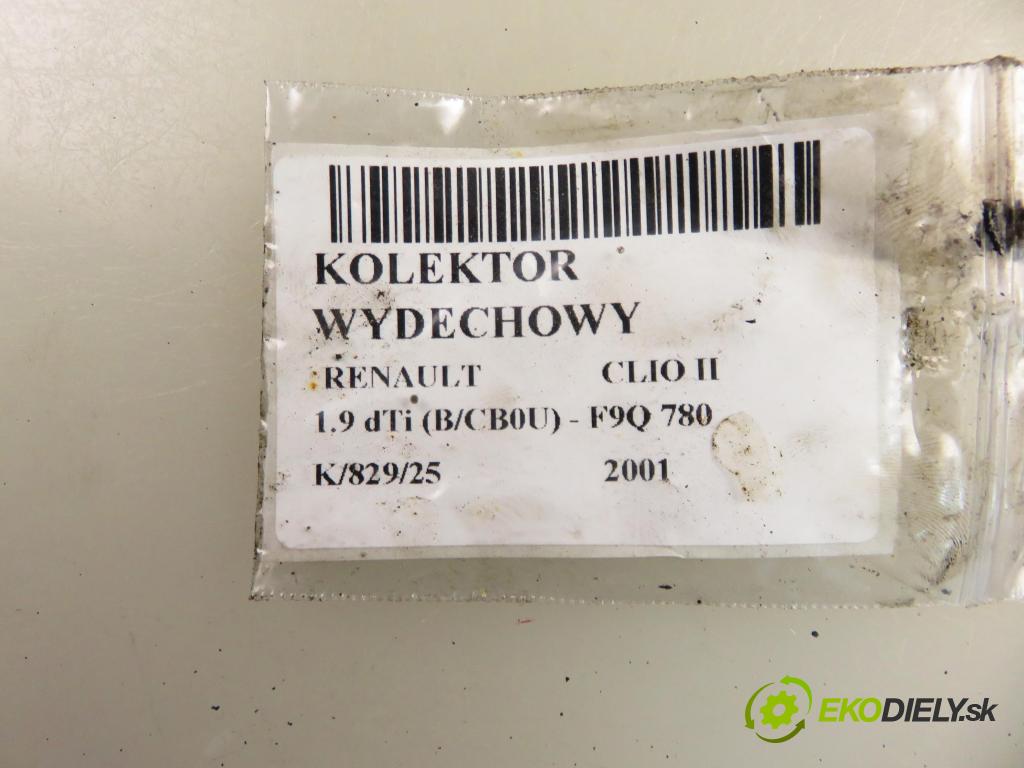 KOLEKTOR
WYDECHOWY
RENAULT CLIO II
1.9 dTi (B/CB0U) - F9Q 780
K/829/25 2001
EKODIELY.sk